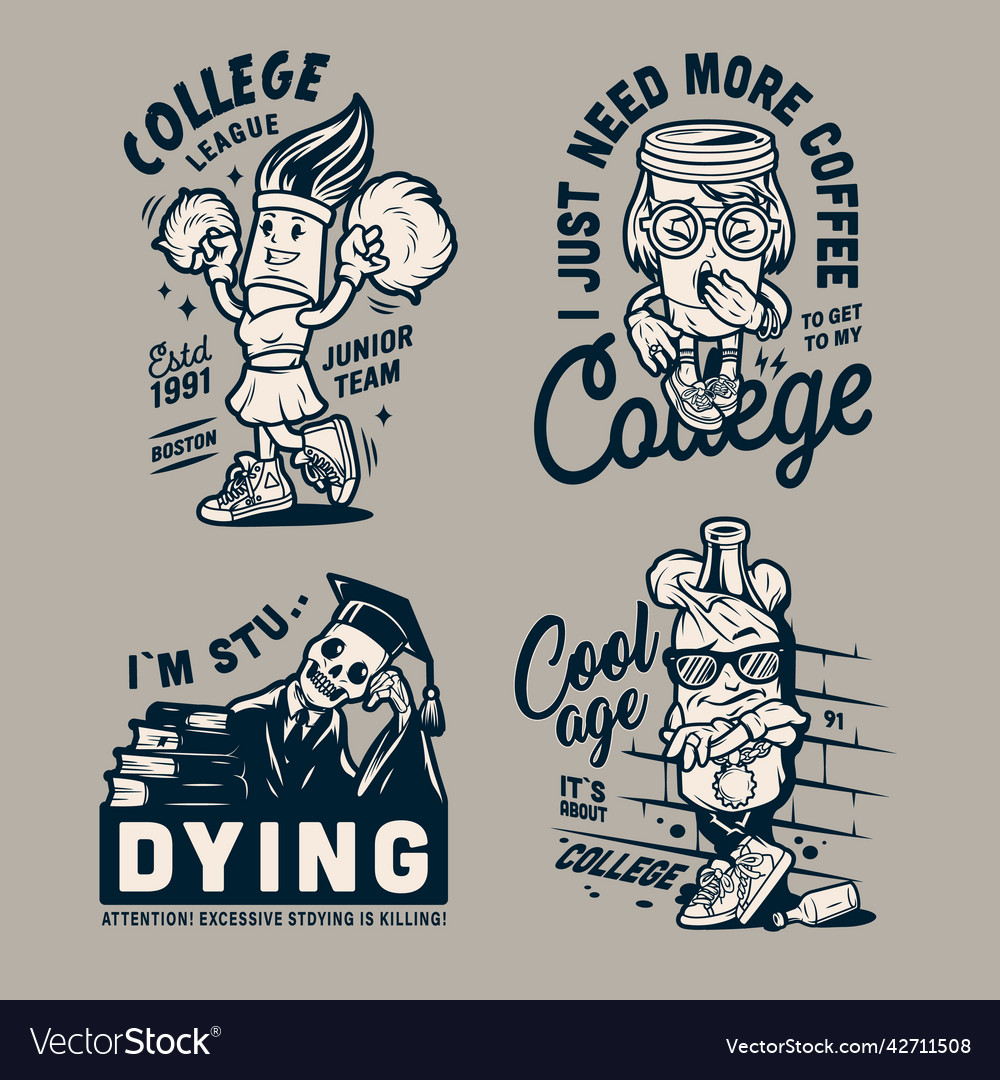 COLLEGE
LEAGUE
Estd
1991
JUNIOR
TEAM
BOSTON
I JUST NEED MORE COFFEE
TO GET
TO MY
College
I`M STU..
DYING
ATTENTION! EXCESSIVE STDYING IS KILLING!
Cool
age
91
IT`S
ABOUT
COLLEGE
VectorStock®
VectorStock.com/42711508